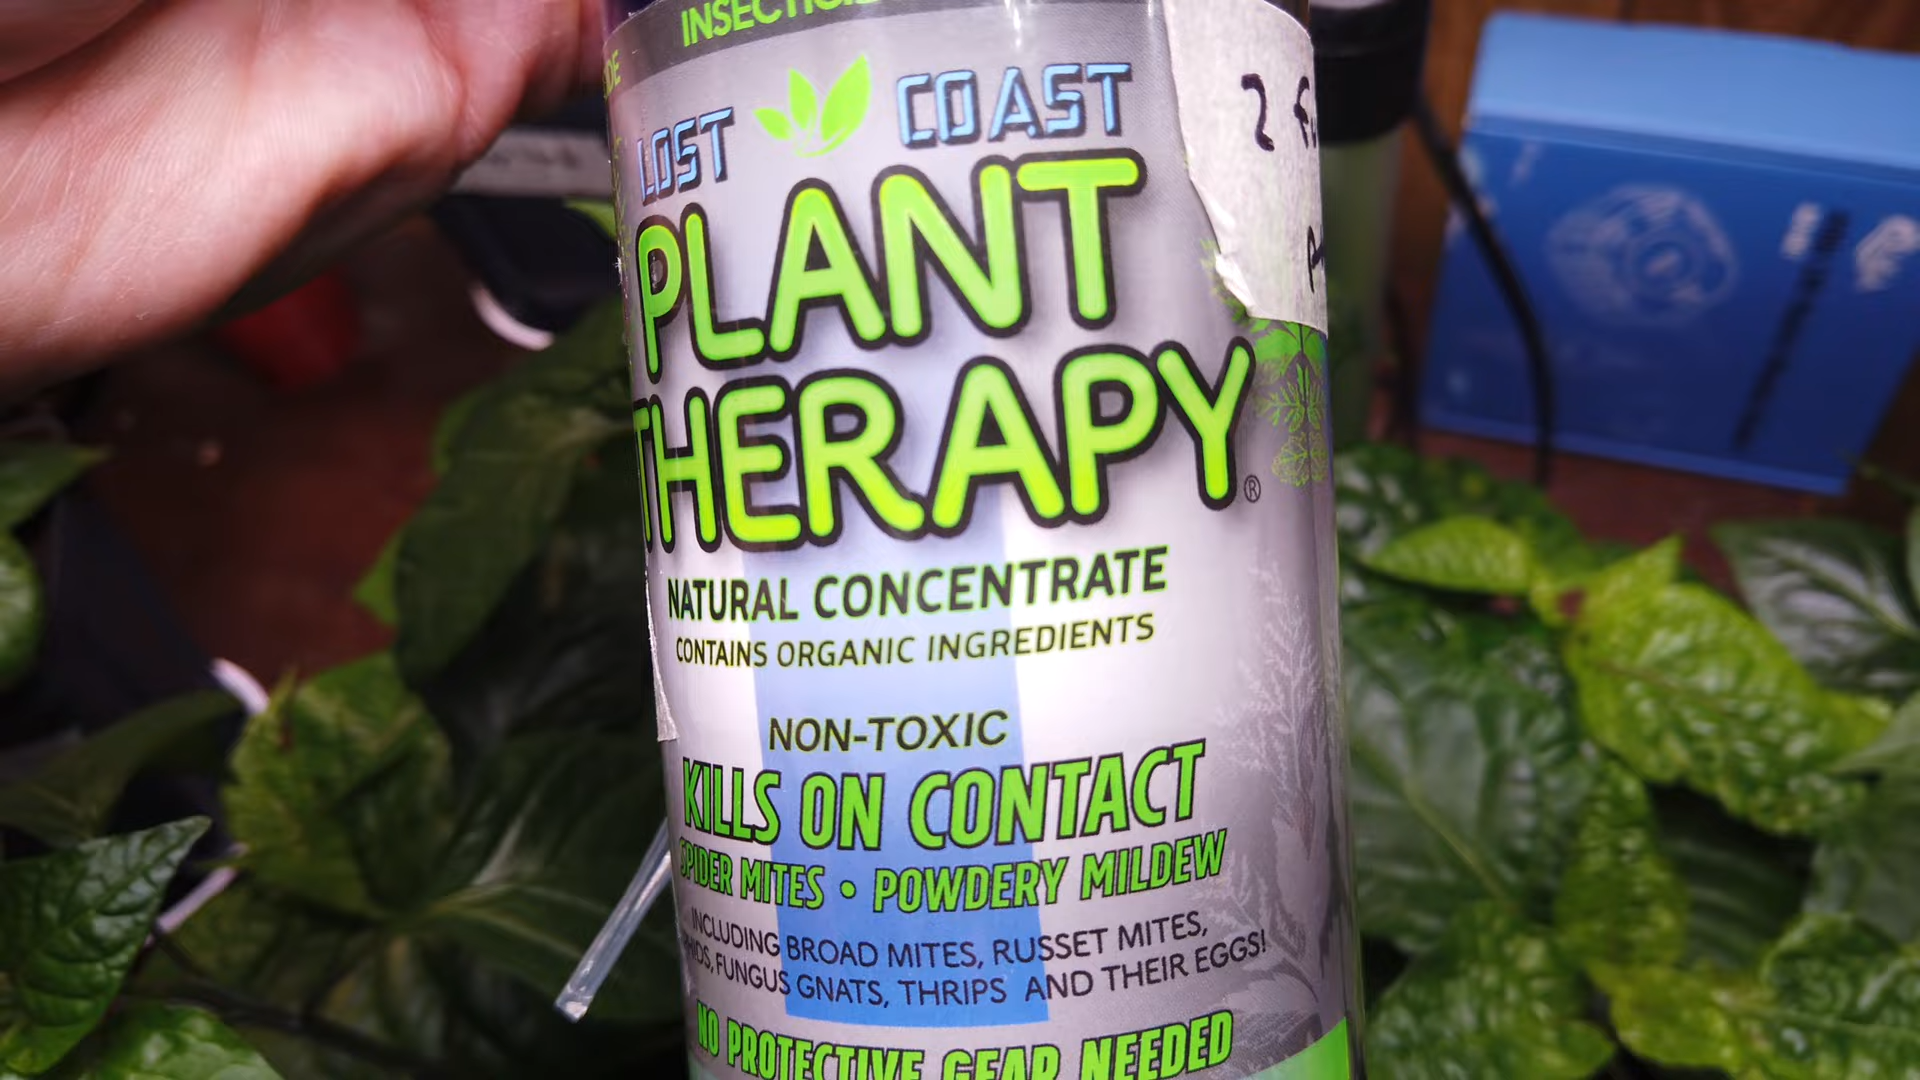 LOST COAST
PLANT
THERAPY®
NATURAL CONCENTRATE
CONTAINS ORGANIC INGREDIENTS
NON-TOXIC
KILLS ON CONTACT
SPIDER MITES • POWDERY MILDEW
INCLUDING BROAD MITES, RUSSET MITES,
FUNGUS GNATS, THRIPS AND THEIR EGGS!
NO PROTECTIVE GEAR NEEDED
2